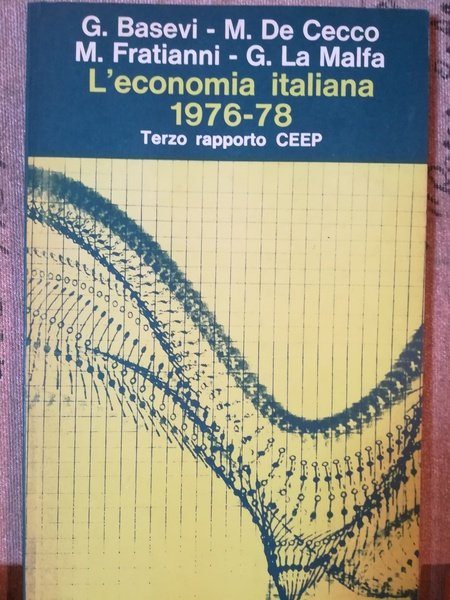 G. Basevi - M. De Cecco
M. Fratianni - G. La Malfa
L'economia italiana
1976-78
Terzo rapporto CEEP